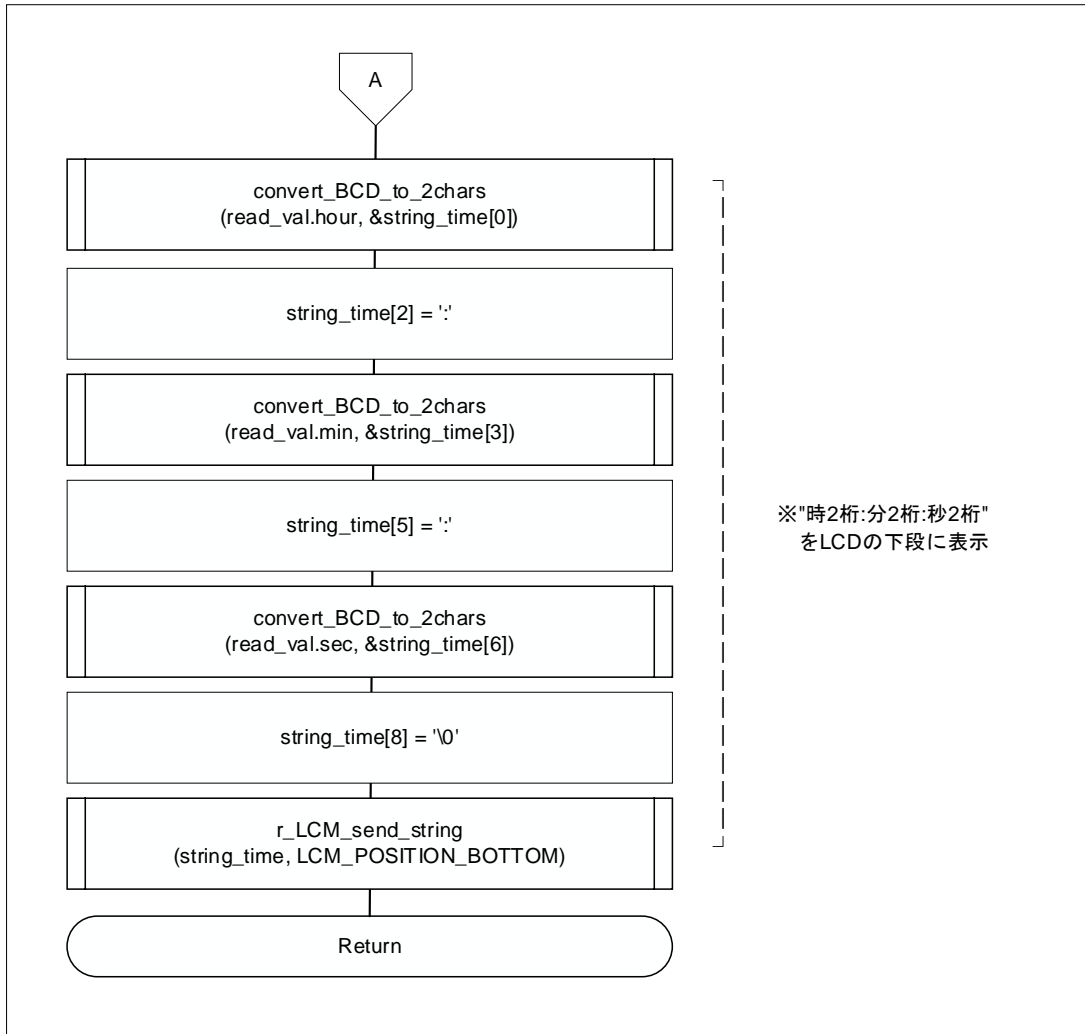 A
convert_BCD_to_2chars
(read_val.hour, &string_time[0])
string_time[2] = ':'
convert_BCD_to_2chars
(read_val.min, &string_time[3])
string_time[5] = ':'
※"時2桁:分2桁:秒2桁"
をLCDの下段に表示
convert_BCD_to_2chars
(read_val.sec, &string_time[6])
string_time[8] = '\0'
r_LCM_send_string
(string_time, LCM_POSITION_BOTTOM)
Return